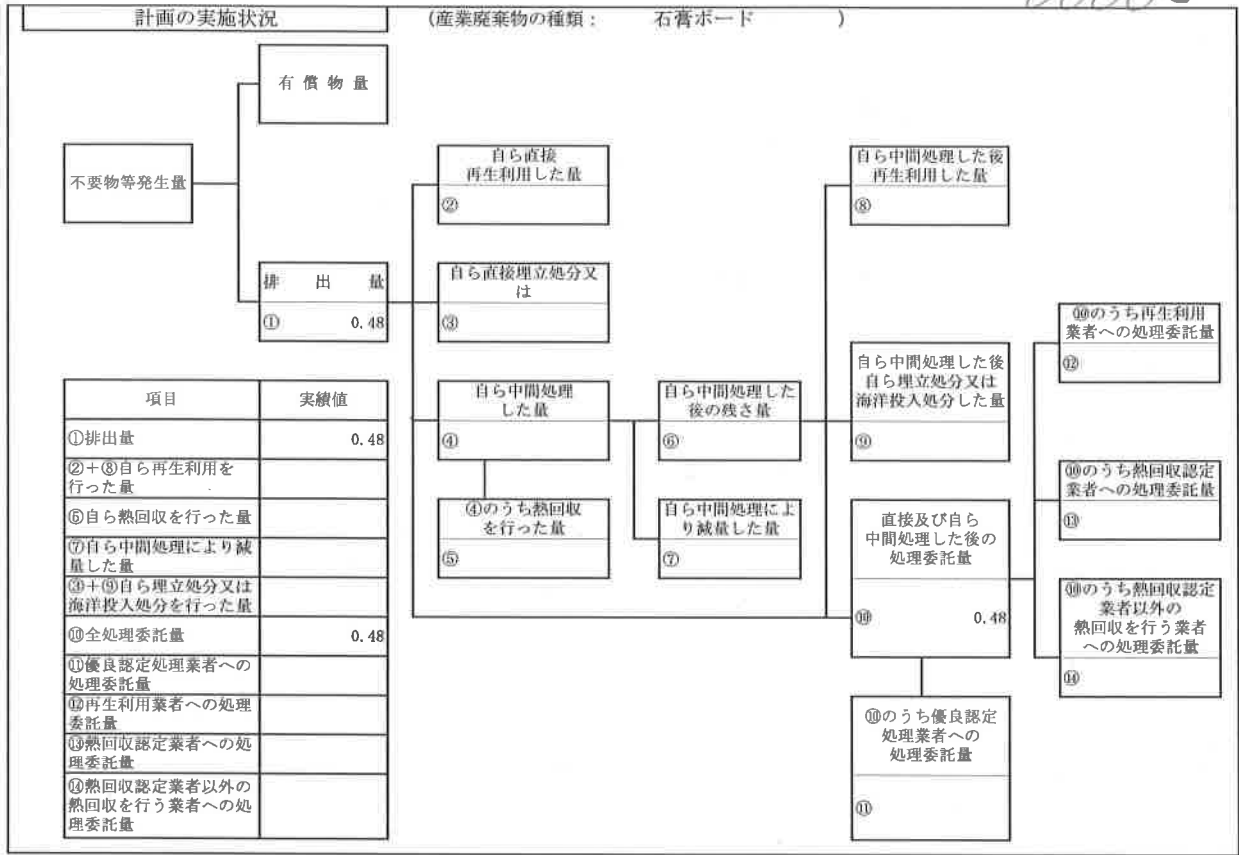 計画の実施状況
(産業廃棄物の種類： 石膏ボード )
有償物量
不要物等発生量
排出量
① 0.48
自ら直接
再生利用した量
②
自ら直接埋立処分又
は
③
自ら中間処理
した量
④
④のうち熱回収
を行った量
⑤
自ら中間処理した
後の残さ量
⑥
自ら中間処理によ
り減量した量
⑦
自ら中間処理した後
再生利用した量
⑧
自ら中間処理した後
自ら埋立処分又は
海洋投入処分した量
⑨
直接及び自ら
中間処理した後の
処理委託量
⑩ 0.48
⑩のうち優良認定
処理業者への
処理委託量
⑪
⑩のうち再生利用
業者への処理委託量
⑫
⑩のうち熱回収認定
業者への処理委託量
⑬
⑩のうち熱回収認定
業者以外の
熱回収を行う業者
への処理委託量
⑭
項目 実績値
①排出量 0.48
②＋⑧自ら再生利用を
行った量
⑥自ら熱回収を行った量
⑦自ら中間処理により減
量した量
③＋⑨自ら埋立処分又は
海洋投入処分を行った量
⑩全処理委託量 0.48
⑪優良認定処理業者への
処理委託量
⑫再生利用業者への処理
委託量
⑬熱回収認定業者への処
理委託量
⑭熱回収認定業者以外の
熱回収を行う業者への処
理委託量